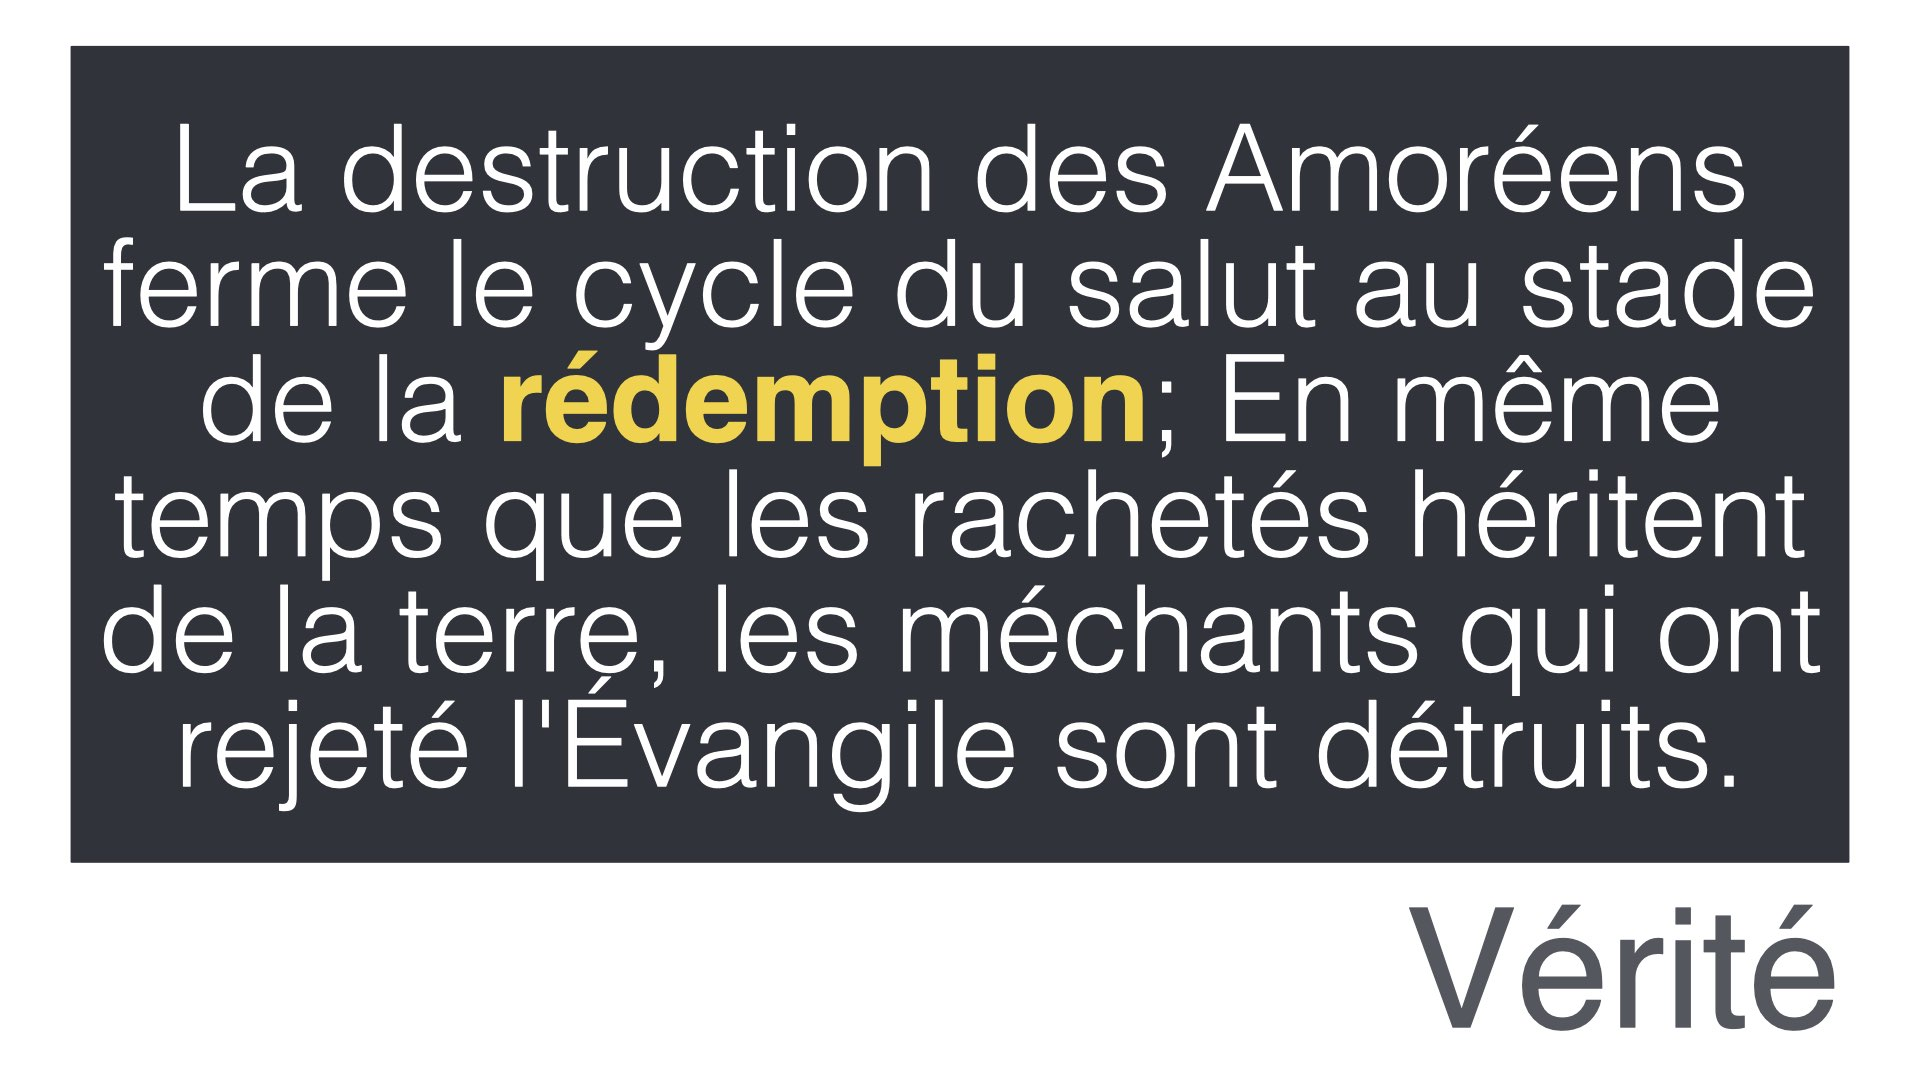 La destruction des Amoréens
ferme le cycle du salut au stade
de la rédemption; En même
temps que les rachetés héritent
de la terre, les méchants qui ont
rejeté l'Évangile sont détruits.
Vérité